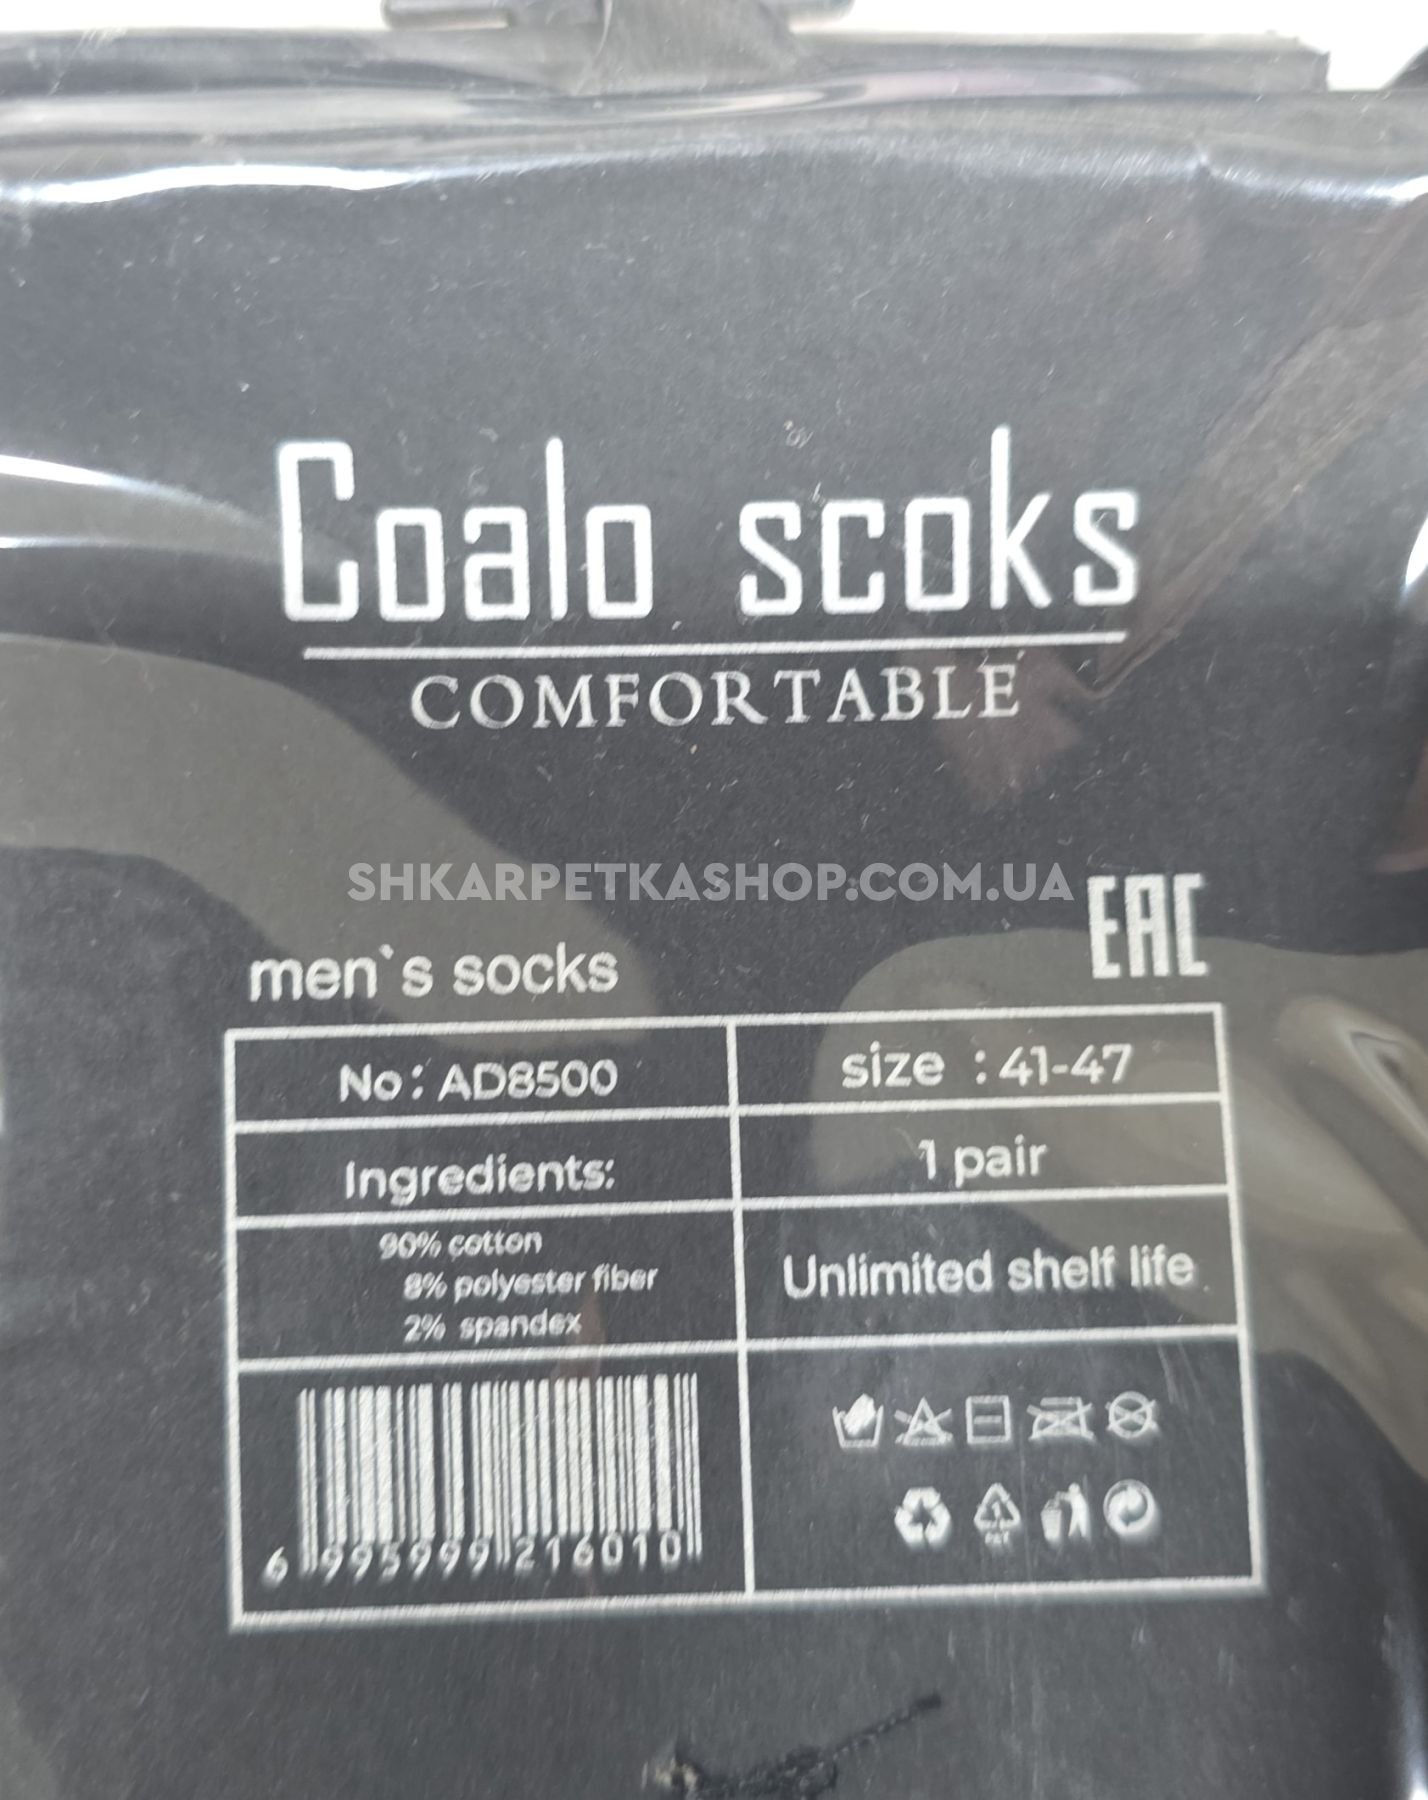 Coalo scoks
COMFORTABLE
SHKARPETKASHOP.COM.UA
EAC
men`s socks
No: AD8500
size : 41-47
Ingredients:
1 pair
90% cotton
8% polyester fiber
2% spandex
Unlimited shelf life
6 995999 216010